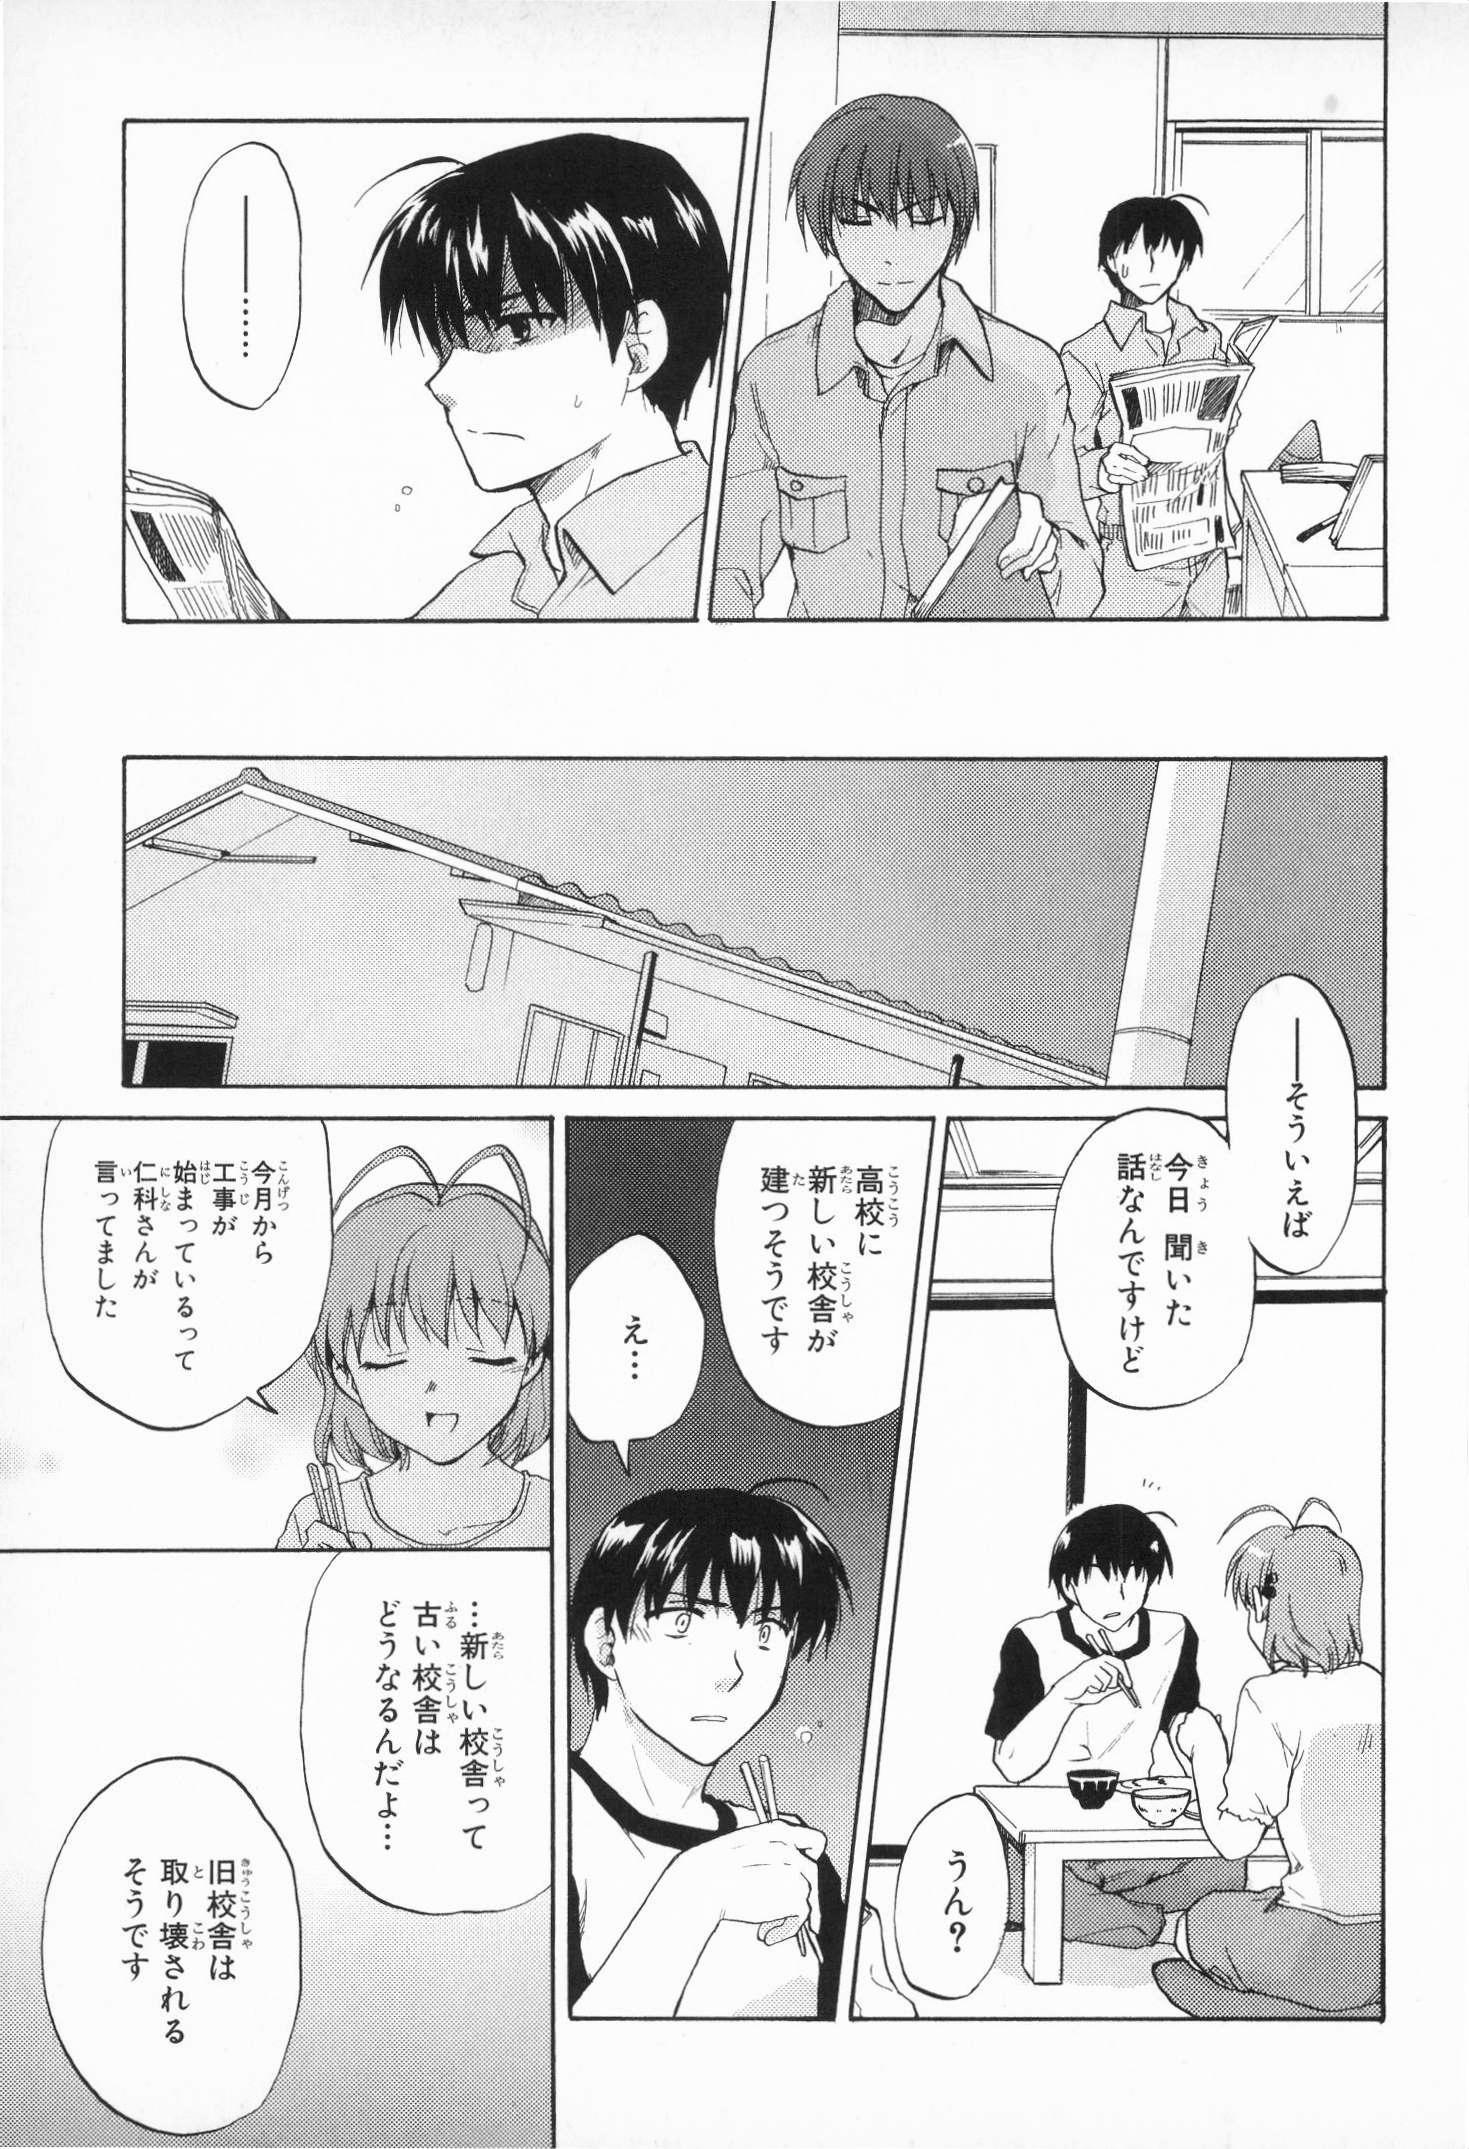 ――………
――そういえば
今日聞いた
話なんですけど
うん?
高校に
新しい校舎が
建つそうです
え…
今月から
工事が
始まっているって
仁科さんが
言ってました
…新しい校舎って
古い校舎は
どうなるんだよ…
旧校舎は
取り壊される
そうです